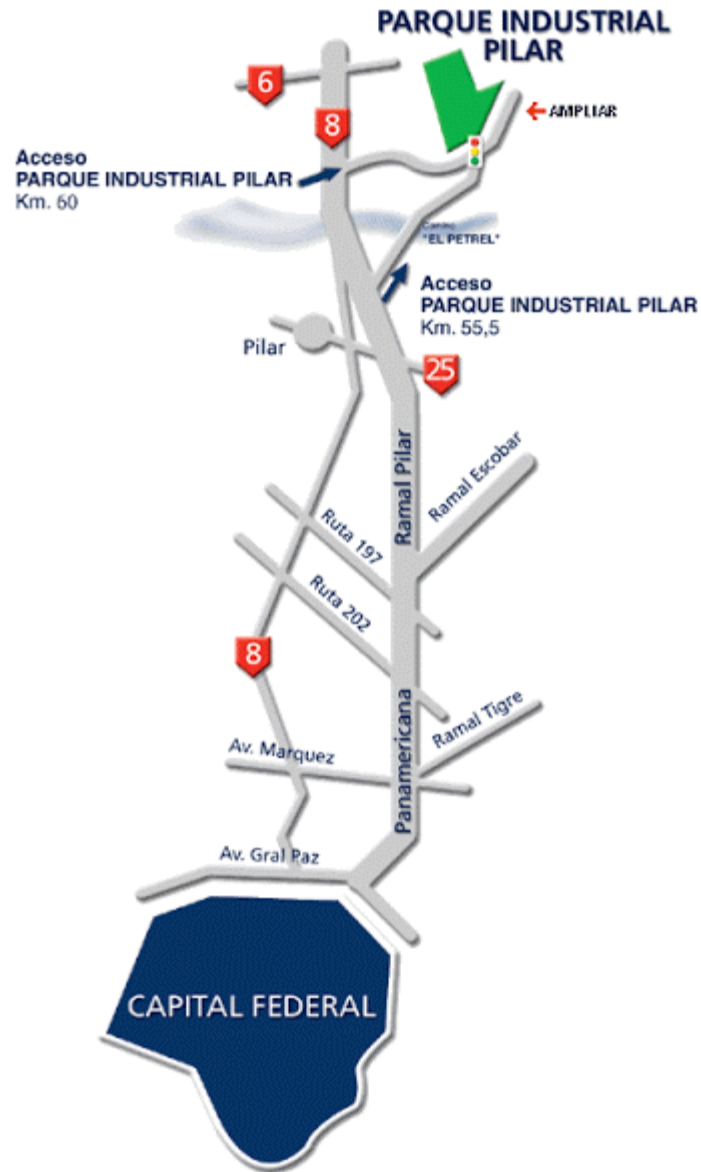 PARQUE INDUSTRIAL
PILAR
6
8
AMPLIAR
Acceso
PARQUE INDUSTRIAL PILAR
Km. 60
Camino
"EL PETREL"
Acceso
PARQUE INDUSTRIAL PILAR
Km. 55,5
Pilar
25
Ramal Pilar
Ramal Escobar
Ruta 197
Ruta 202
8
Panamericana
Ramal Tigre
Av. Marquez
Av. Gral Paz
CAPITAL FEDERAL